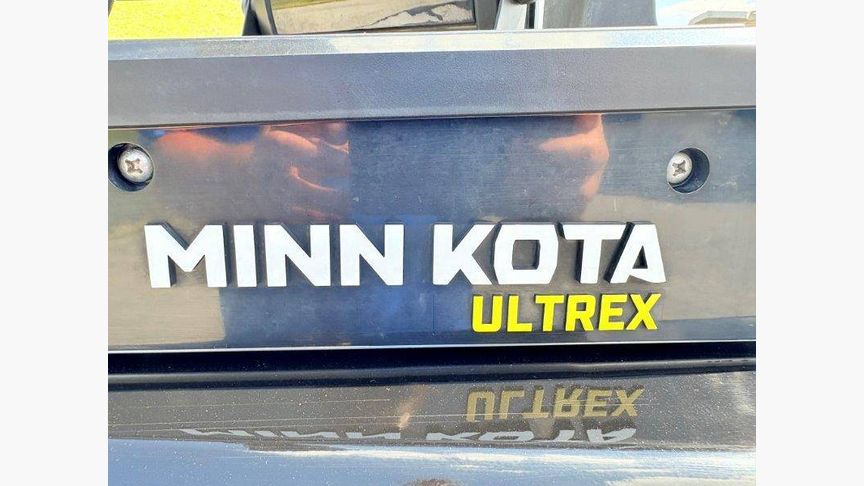 MINN KOTA
ULTREX